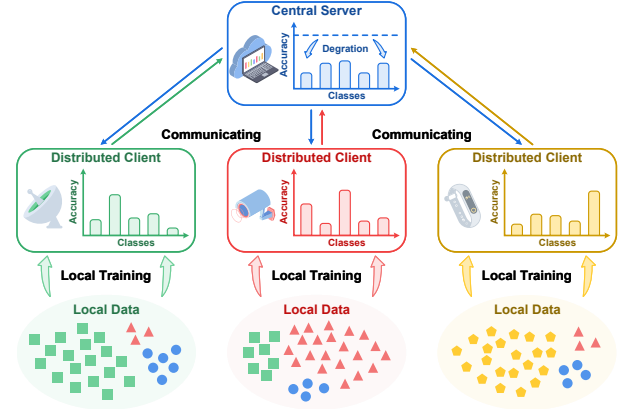 Central Server
Accuracy
Degration
Classes
Communicating
Communicating
Distributed Client
Accuracy
Classes
Distributed Client
Accuracy
Classes
Distributed Client
Accuracy
Classes
Local Training
Local Training
Local Training
Local Data
Local Data
Local Data